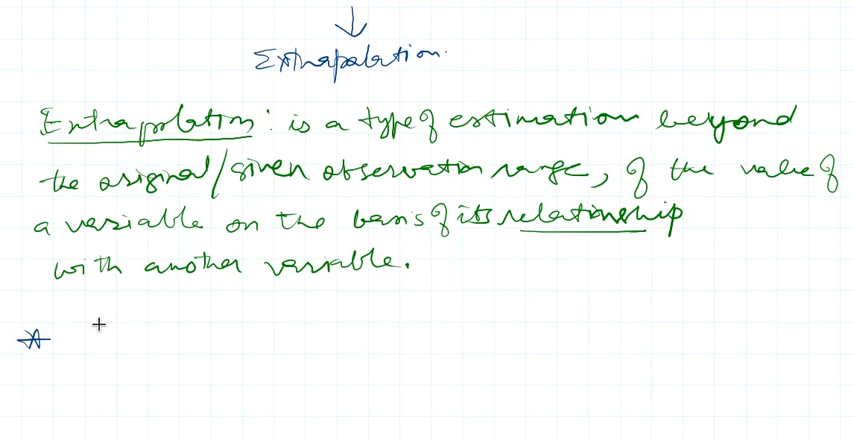 Extrapolation.
Extrapolation: is a type of estimation beyond
the original/given observation range, of the value of
a variable on the basis of its relationship
with another variable.